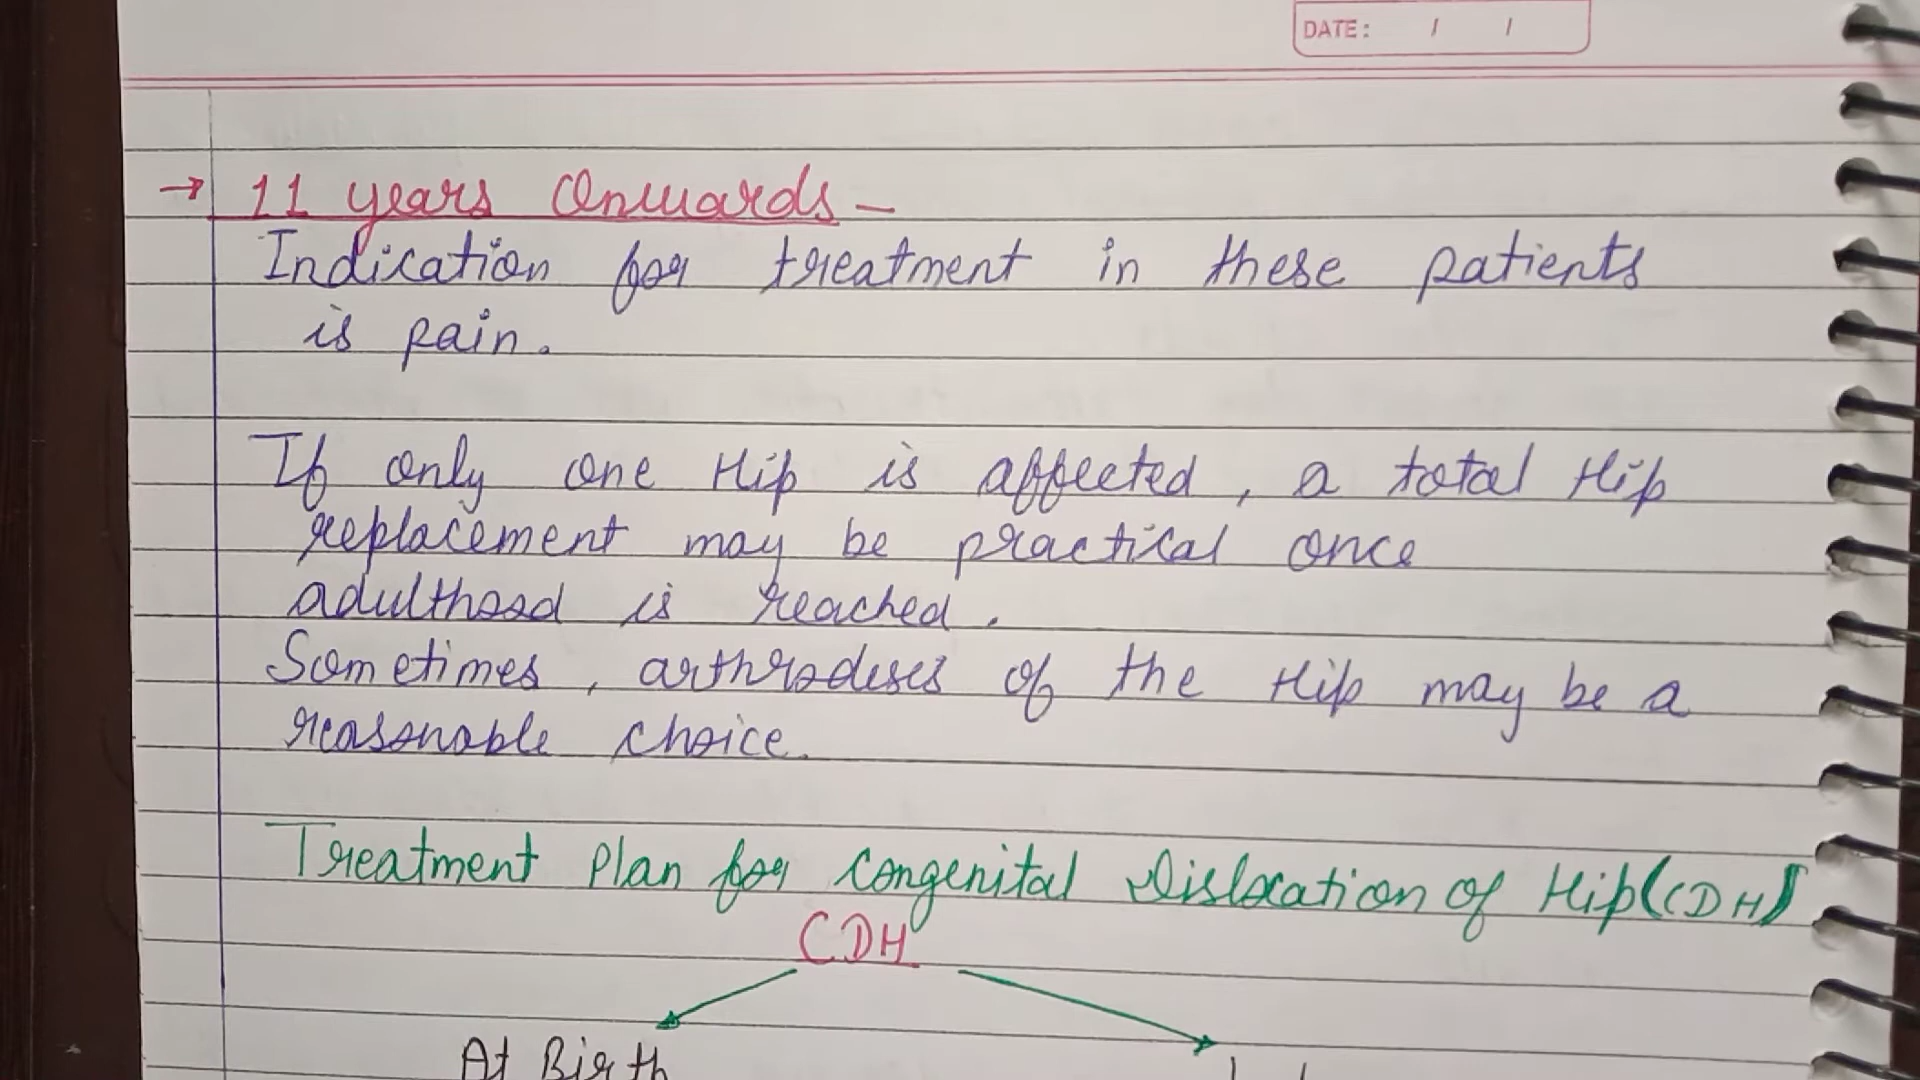 DATE: / /
→ 11 years Onwards –
Indication for treatment in these patients
is pain.
If only one Hip is affected, a total Hip
replacement may be practical once
adulthood is reached.
Sometimes, arthrodeses of the Hip may be a
reasonable choice.
Treatment Plan for Congenital Dislocation of Hip (CDH)
CDH
At Birth